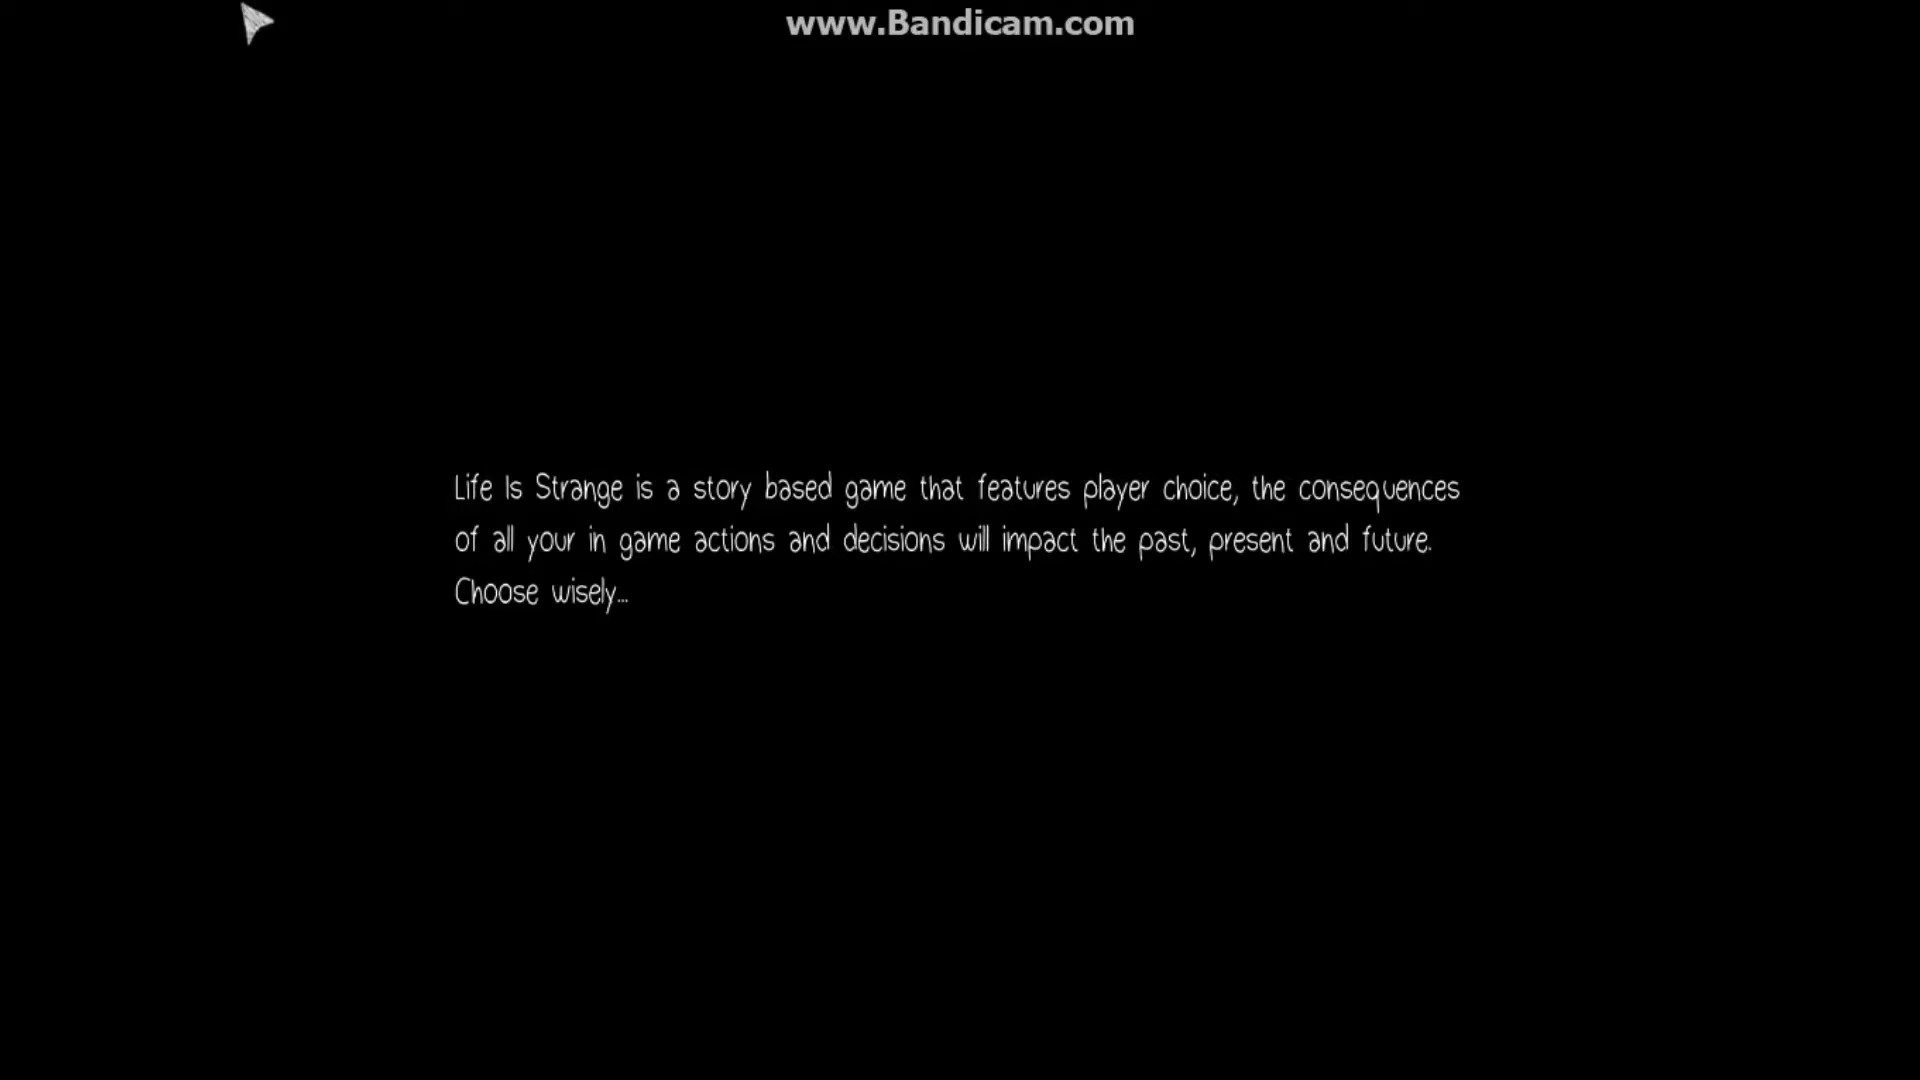 www.Bandicam.com
Life Is Strange is a story based game that features player choice, the consequences
of all your in game actions and decisions will impact the past, present and future.
Choose wisely...